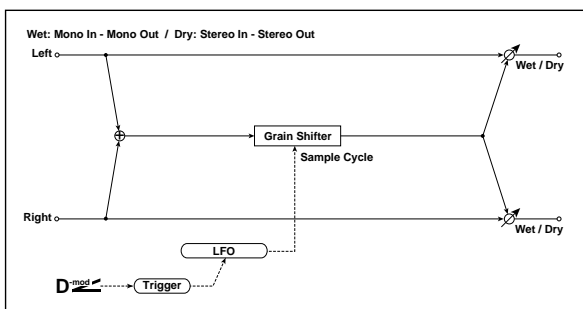 Wet: Mono In - Mono Out / Dry: Stereo In - Stereo Out
Left
Wet / Dry
Grain Shifter
Sample Cycle
Right
Wet / Dry
LFO
D-mod
Trigger